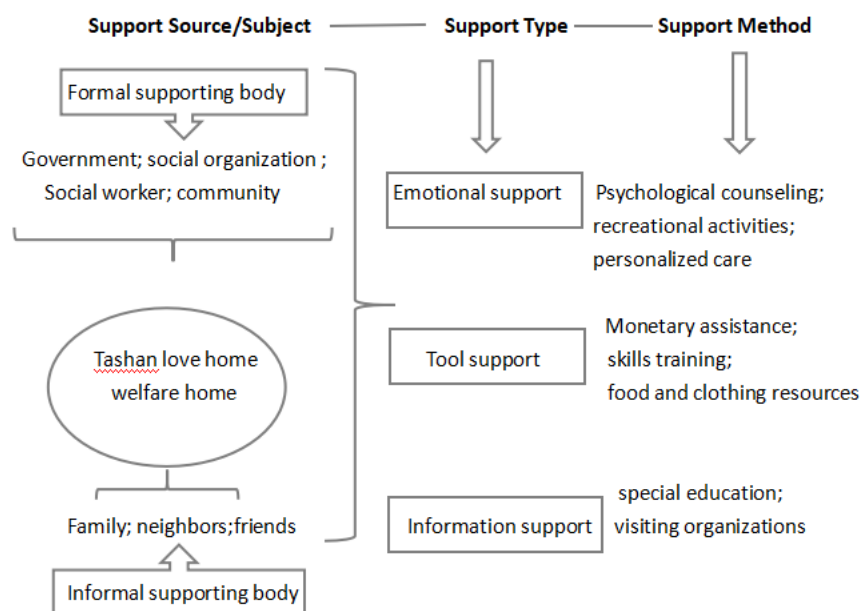 Support Source/Subject
Support Type
Support Method
Formal supporting body
Government; social organization ;
Social worker; community
Emotional support
Psychological counseling;
recreational activities;
personalized care
Tashan love home
welfare home
Tool support
Monetary assistance;
skills training;
food and clothing resources
Family; neighbors;friends
Information support
special education;
visiting organizations
Informal supporting body